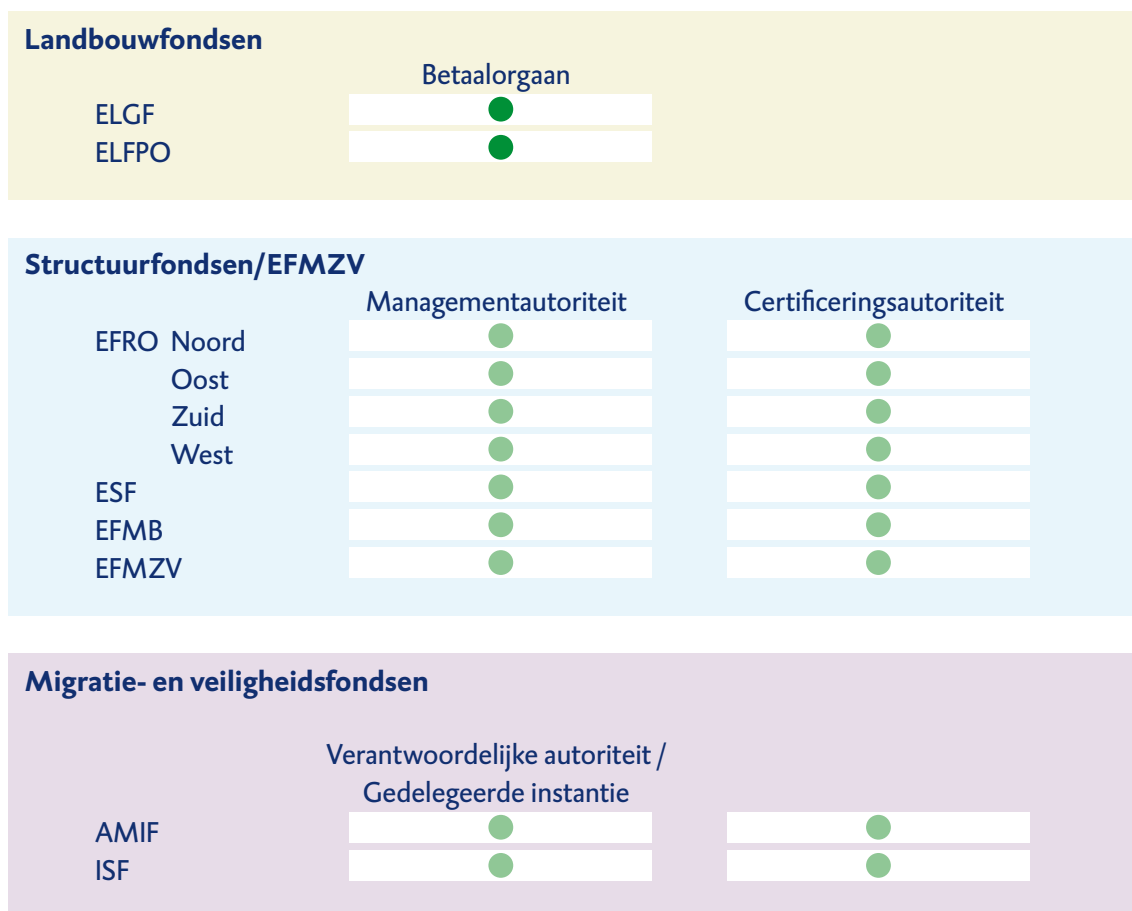 Landbouwfondsen
Betaalorgaan
ELGF
ELFPO
Structuurfondsen/EFMZV
Managementautoriteit Certificeringsautoriteit
EFRO Noord
Oost
Zuid
West
ESF
EFMB
EFMZV
Migratie- en veiligheidsfondsen
Verantwoordelijke autoriteit /
Gedelegeerde instantie
AMIF
ISF